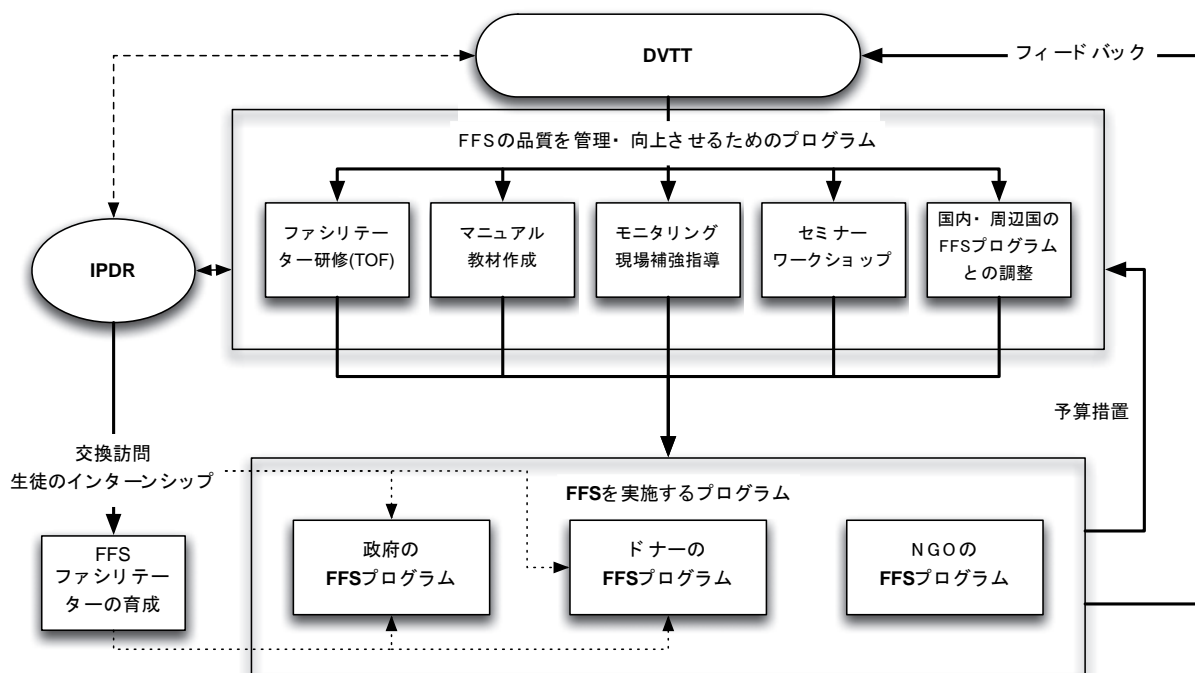 DVTT
フィードバック
FFSの品質を管理・向上させるためのプログラム
ファシリテー
ター研修(TOF)
マニュアル
教材作成
モニタリング
現場補強指導
セミナー
ワークショップ
国内・周辺国の
FFSプログラム
との調整
IPDR
予算措置
交換訪問
生徒のインターンシップ
FFSを実施するプログラム
FFS
ファシリテー
ターの育成
政府の
FFSプログラム
ドナーの
FFSプログラム
NGOの
FFSプログラム